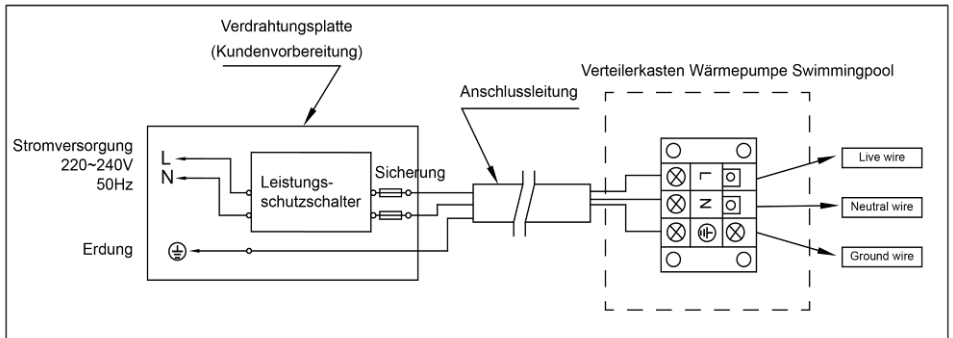 Verdrahtungsplatte
(Kundenvorbereitung)
Verteilerkasten Wärmepumpe Swimmingpool
Anschlussleitung
Stromversorgung
220~240V
50Hz
L
N
Leistungs-
schutzschalter
Sicherung
Erdung
L
N
Live wire
Neutral wire
Ground wire